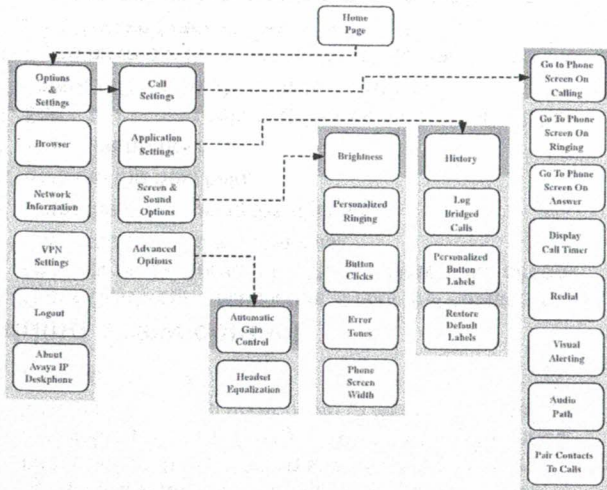 Home
Page
Options
&
Settings
Browser
Network
Information
VPN
Settings
Logout
About
Avaya IP
Deskphone
Call
Settings
Application
Settings
Screen &
Sound
Options
Advanced
Options
Automatic
Gain
Control
Headset
Equalization
Brightness
Personalized
Ringing
Button
Clicks
Error
Tones
Phone
Screen
Width
History
Log
Bridged
Calls
Personalized
Button
Labels
Restore
Default
Labels
Go to Phone
Screen On
Calling
Go To Phone
Screen On
Ringing
Go To Phone
Screen On
Answer
Display
Call Timer
Redial
Visual
Alerting
Audio
Path
Pair Contacts
To Calls